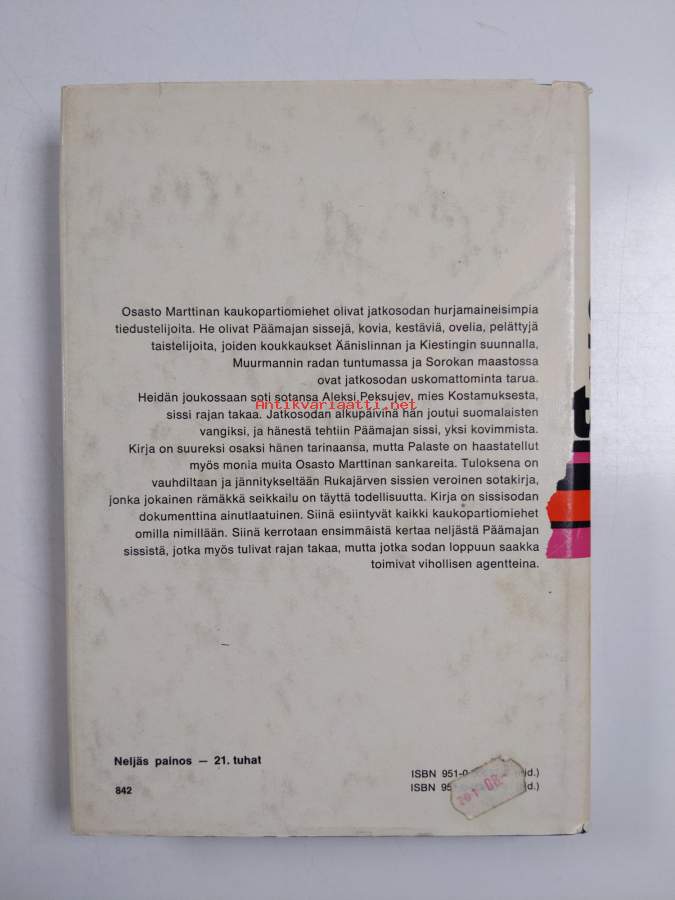 Osasto Marttinan kaukopartiomiehet olivat jatkosodan hurjamaineisimpia
tiedustelijoita. He olivat Päämajan sissejä, kovia, kestäviä, ovelia, pelättyjä
taistelijoita, joiden koukkaukset Äänislinnan ja Kiestingin suunnalla,
Muurmannin radan tuntumassa ja Sorokan maastossa
ovat jatkosodan uskomattominta tarua.
Heidän joukossaan soti sotansa Aleksi Peksujev, mies Kostamuksesta,
Antikvariaatti.net
sissi rajan takaa. Jatkosodan alkupäivinä hän joutui suomalaisten
vangiksi, ja hänestä tehtiin Päämajan sissi, yksi kovimmista.
Kirja on suureksi osaksi hänen tarinaansa, mutta Palaste on haastatellut
myös monia muita Osasto Marttinan sankareita. Tuloksena on
vauhdiltaan ja jännitykseltään Rukajärven sissien veroinen sotakirja,
jonka jokainen rämäkkä seikkailu on täyttä todellisuutta. Kirja on sissisodan
dokumenttina ainutlaatuinen. Siinä esiintyvät kaikki kaukopartiomiehet
omilla nimillään. Siinä kerrotaan ensimmäistä kertaa neljästä Päämajan
sissistä, jotka myös tulivat rajan takaa, mutta jotka sodan loppuun saakka
toimivat vihollisen agentteina.
Neljäs painos — 21. tuhat
842
ISBN 951-0
ISBN 95